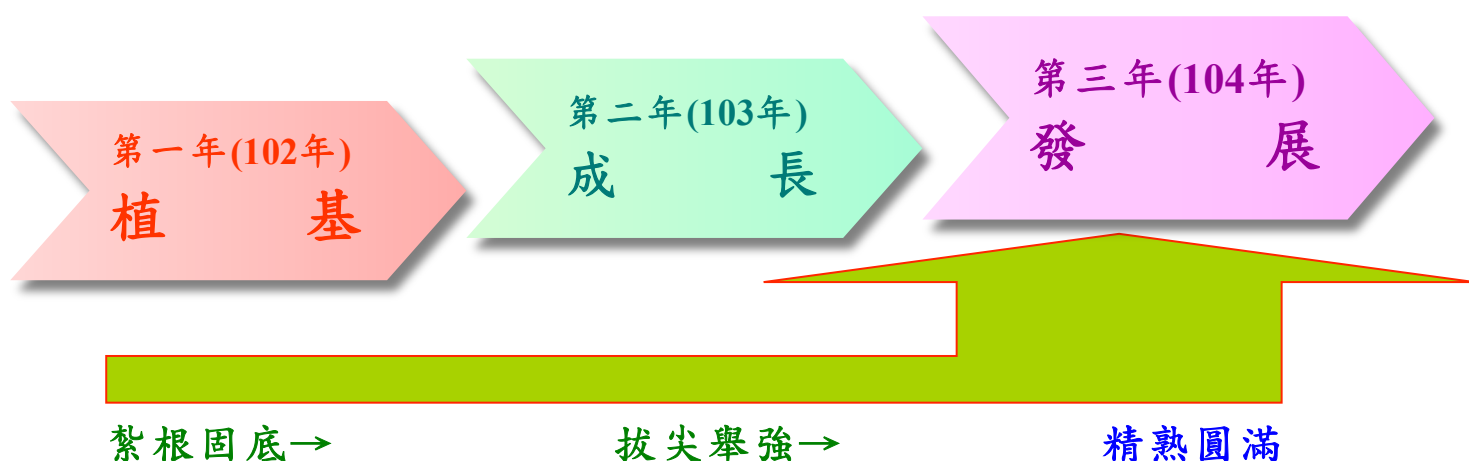 第一年(102年)
植 基
第二年(103年)
成 長
第三年(104年)
發 展
紮根固底→ 拔尖舉強→ 精熟圓滿